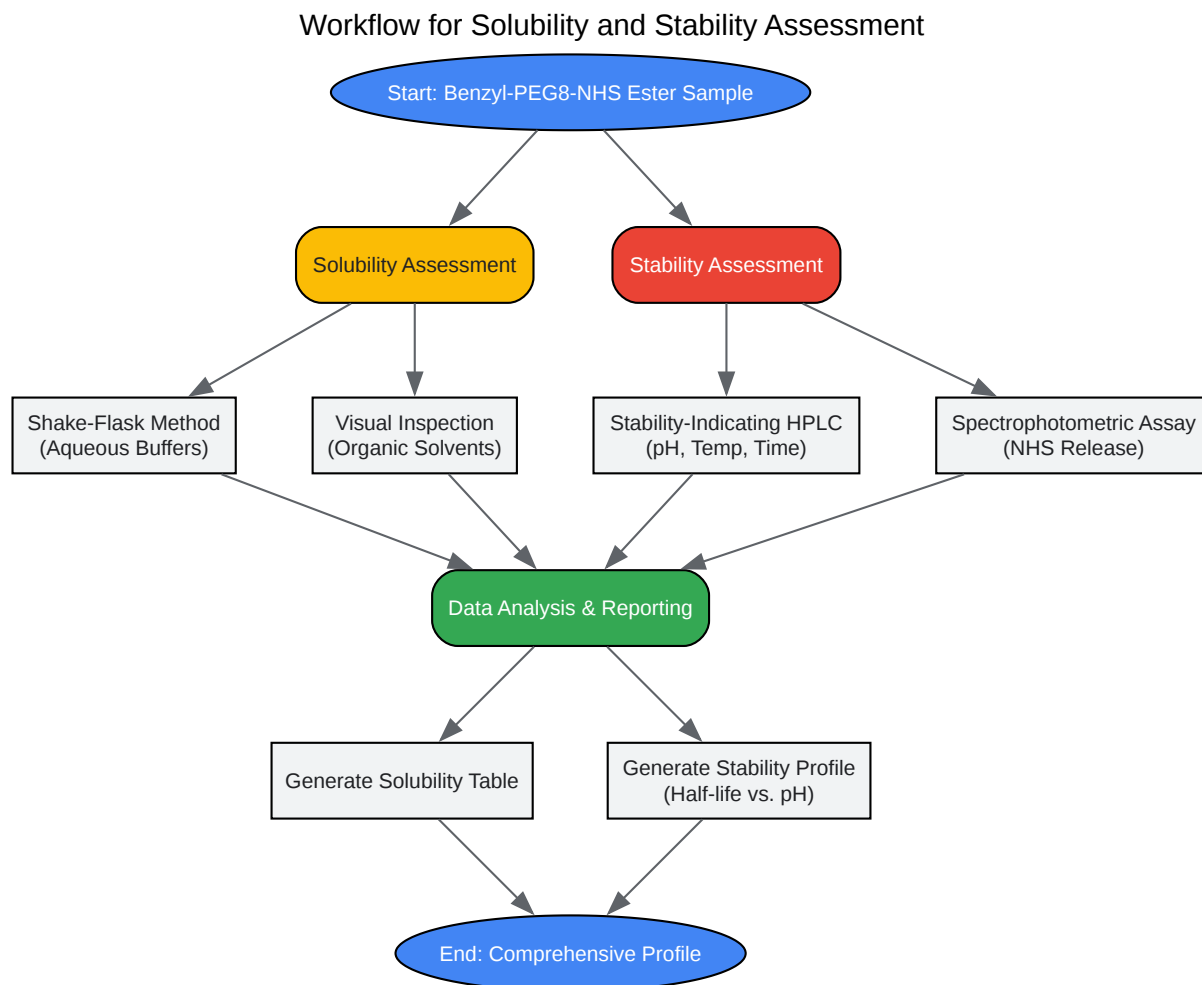 Workflow for Solubility and Stability Assessment
Start: Benzyl-PEG8-NHS Ester Sample
Solubility Assessment
Stability Assessment
Shake-Flask Method
(Aqueous Buffers)
Visual Inspection
(Organic Solvents)
Stability-Indicating HPLC
(pH, Temp, Time)
Spectrophotometric Assay
(NHS Release)
Data Analysis & Reporting
Generate Solubility Table
Generate Stability Profile
(Half-life vs. pH)
End: Comprehensive Profile